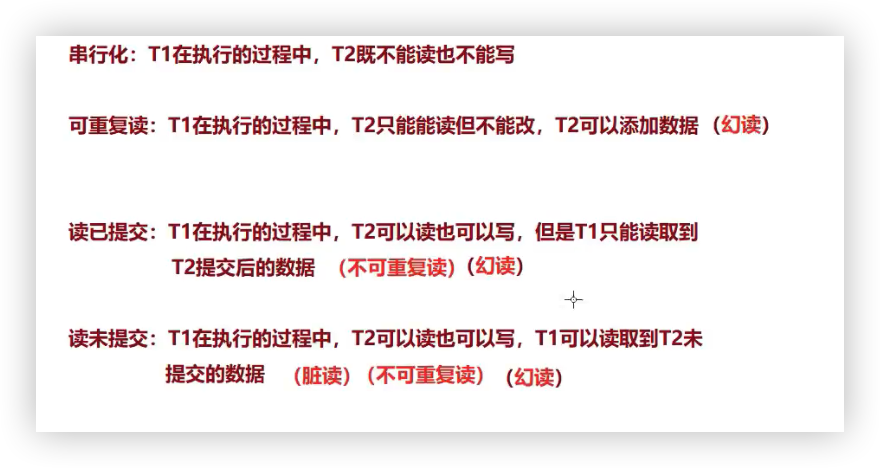 串行化：T1在执行的过程中，T2既不能读也不能写
可重复读：T1在执行的过程中，T2只能能读但不能改，T2可以添加数据（幻读）
读已提交：T1在执行的过程中，T2可以读也可以写，但是T1只能读取到
T2提交后的数据 （不可重复读）（幻读）
读未提交：T1在执行的过程中，T2可以读也可以写，T1可以读取到T2未
提交的数据 （脏读）（不可重复读）（幻读）